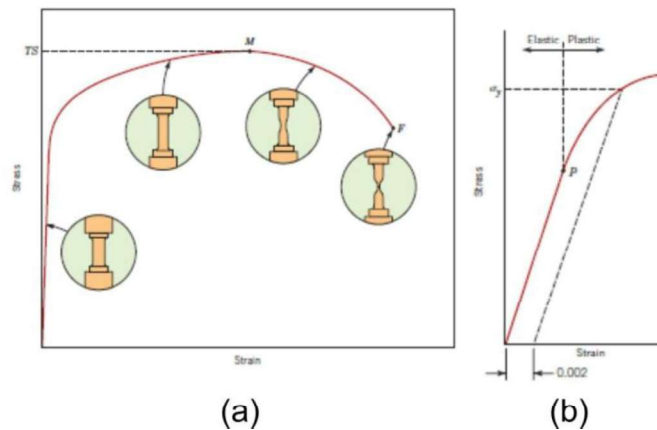 TS
M
F
Stress
Strain
(a)
Elastic Plastic
σy
P
Stress
Strain
0.002
(b)